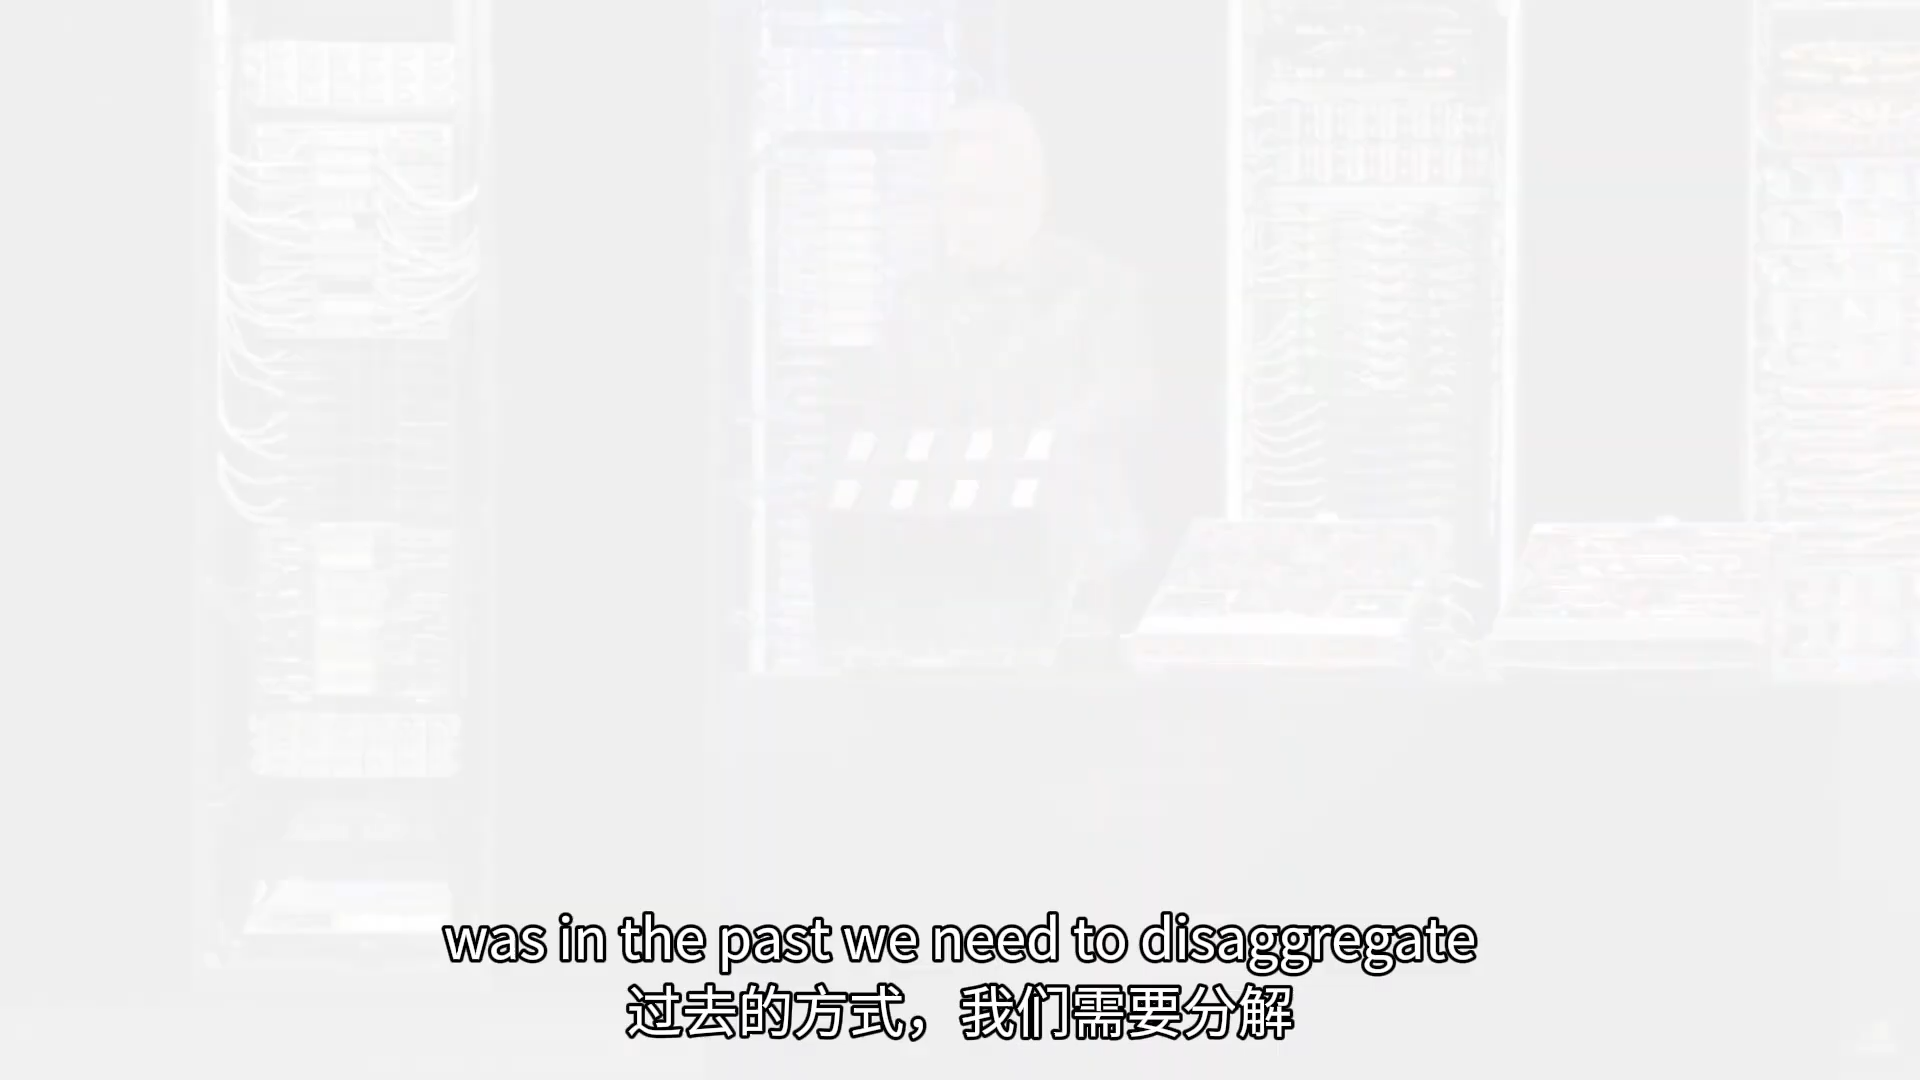 was in the past we need to disaggregate
过去的方式，我们需要分解